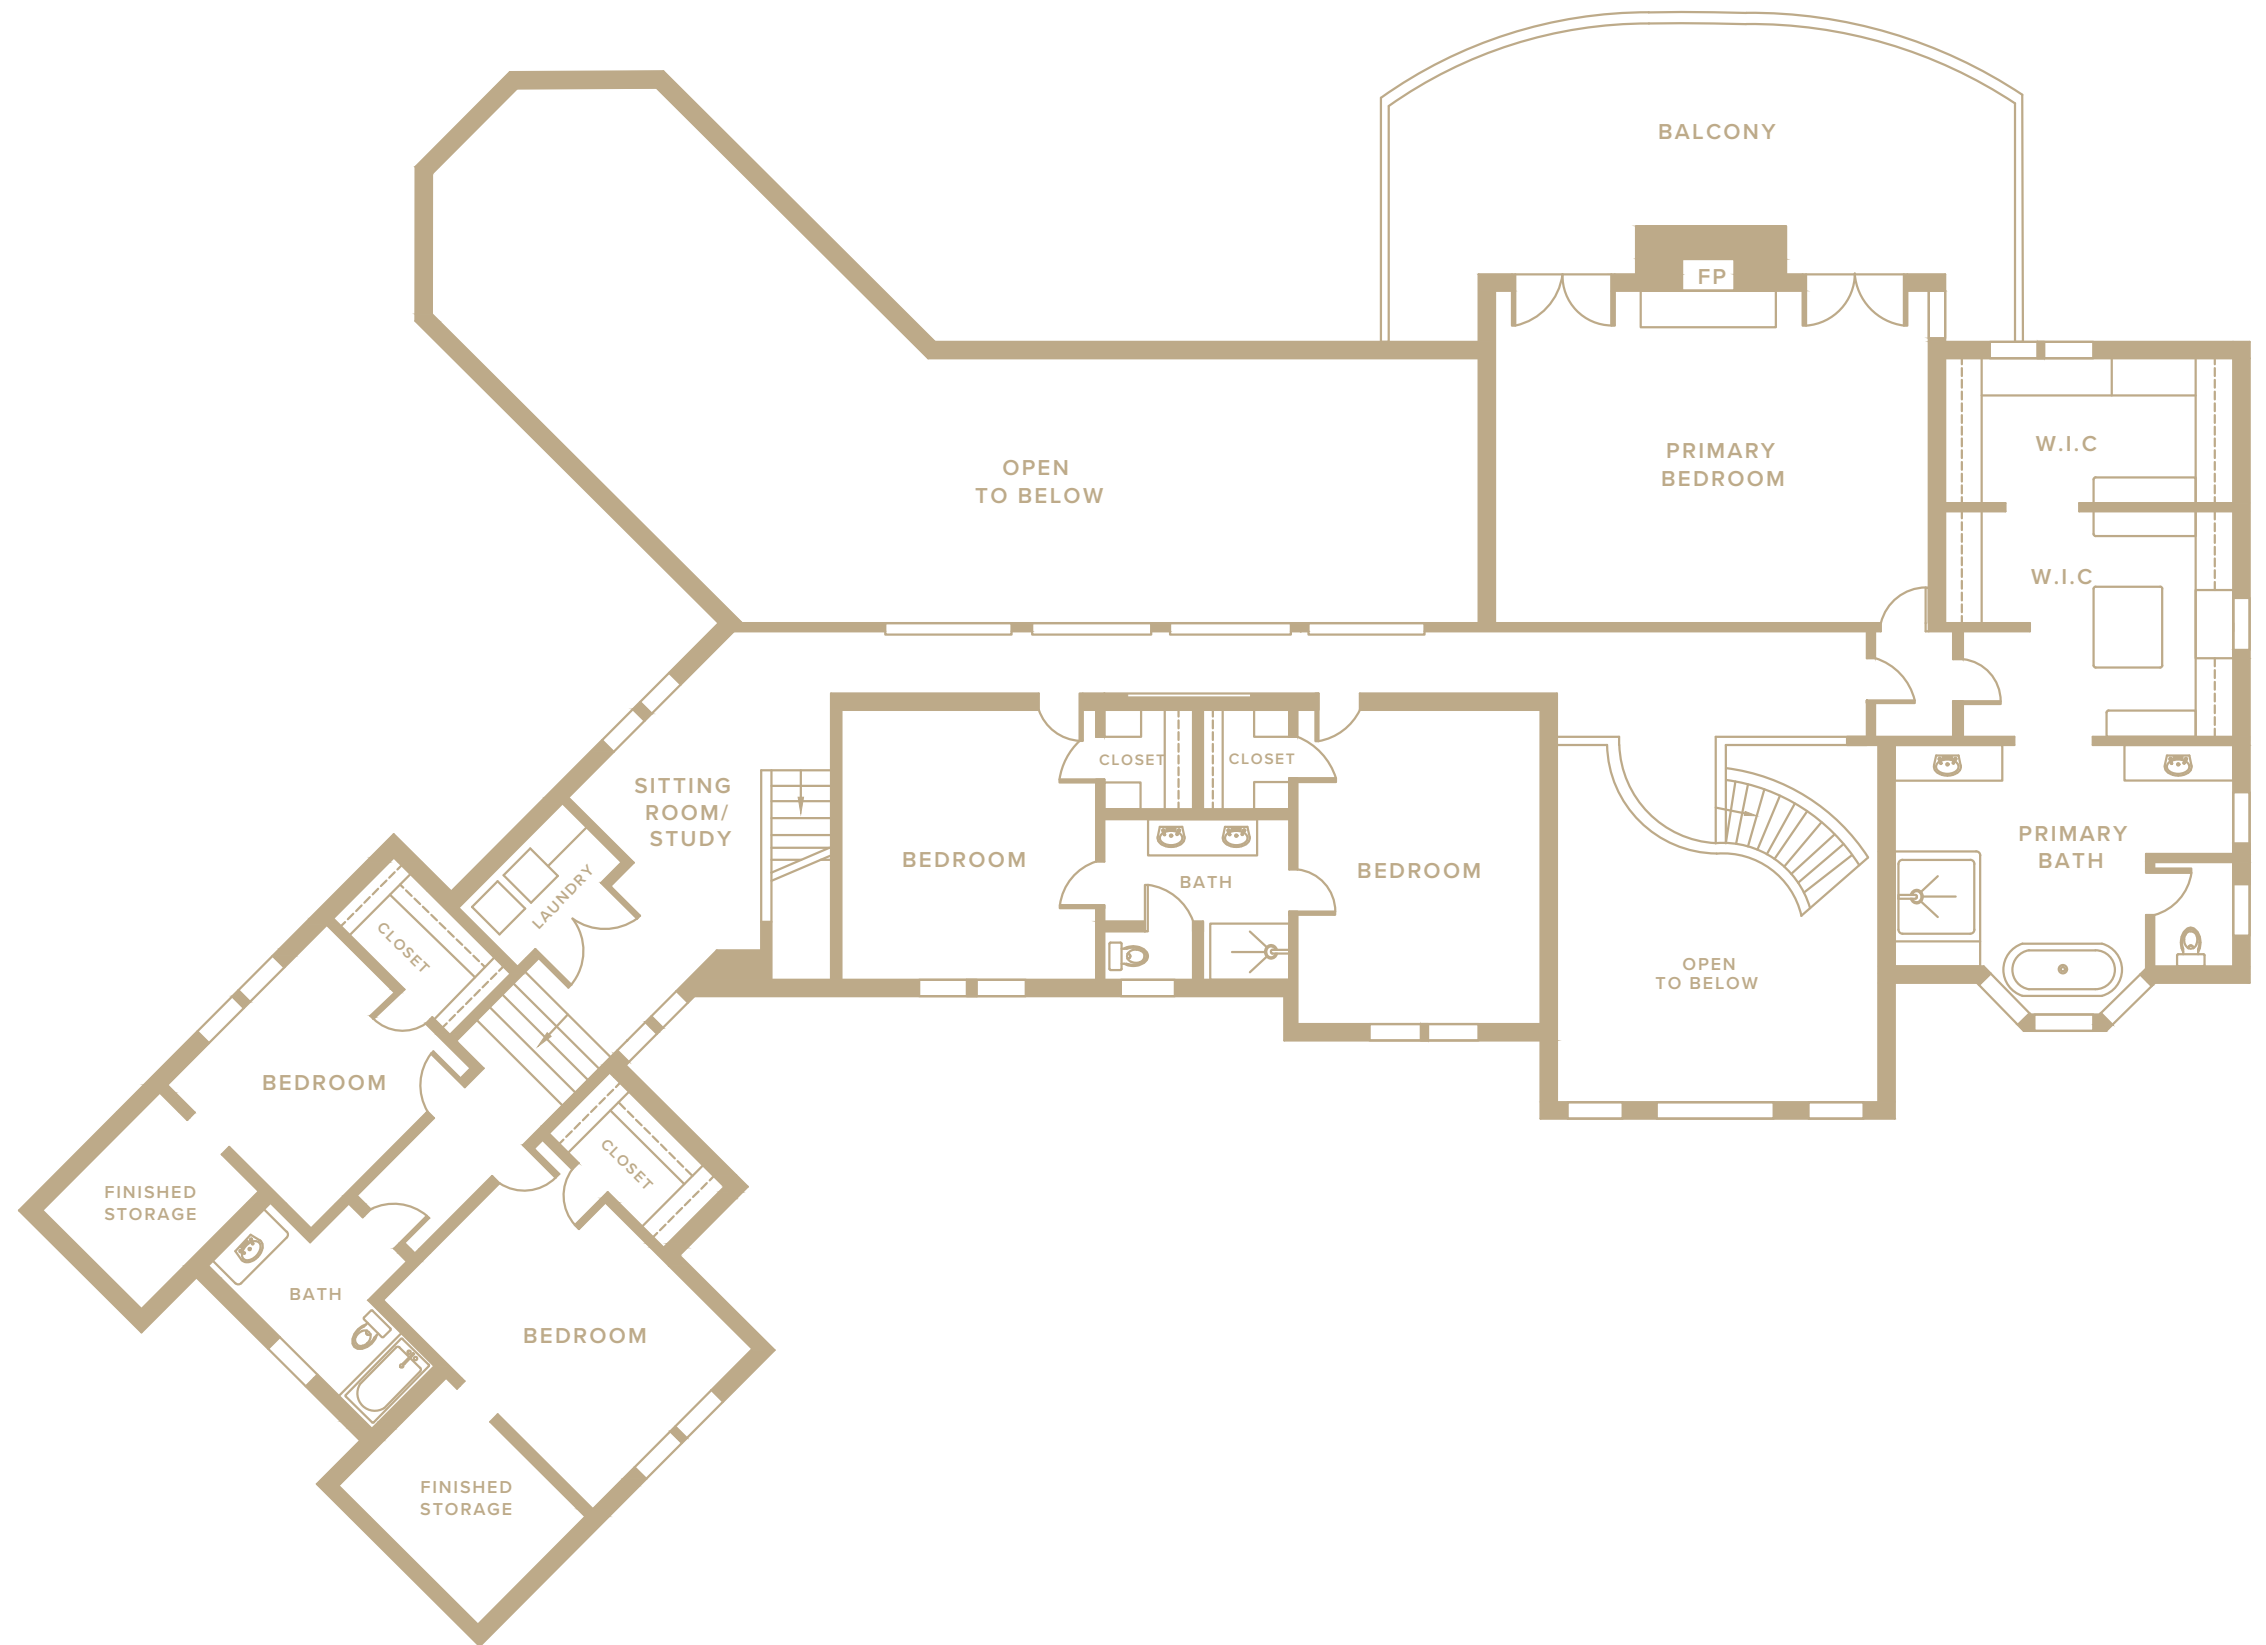 BALCONY
FP
PRIMARY
BEDROOM
W.I.C
OPEN
TO BELOW
W.I.C
SITTING
ROOM/
STUDY
CLOSET
CLOSET
BEDROOM
BATH
BEDROOM
PRIMARY
BATH
LAUNDRY
CLOSET
OPEN
TO BELOW
BEDROOM
CLOSET
FINISHED
STORAGE
BATH
BEDROOM
FINISHED
STORAGE